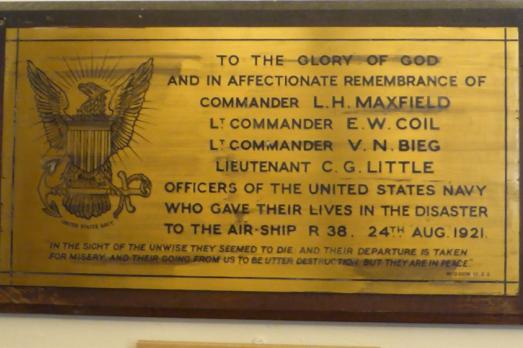 TO THE GLORY OF GOD
AND IN AFFECTIONATE REMEMBRANCE OF
COMMANDER L.H. MAXFIELD
LT COMMANDER E.W. COIL
LT COMMANDER V.N. BIEG
LIEUTENANT C.G. LITTLE
OFFICERS OF THE UNITED STATES NAVY
WHO GAVE THEIR LIVES IN THE DISASTER
TO THE AIR-SHIP R 38. 24TH AUG. 1921.
UNITED STATES NAVY
IN THE SIGHT OF THE UNWISE THEY SEEMED TO DIE: AND THEIR DEPARTURE IS TAKEN
FOR MISERY, AND THEIR GOING FROM US TO BE UTTER DESTRUCTION: BUT THEY ARE IN PEACE."